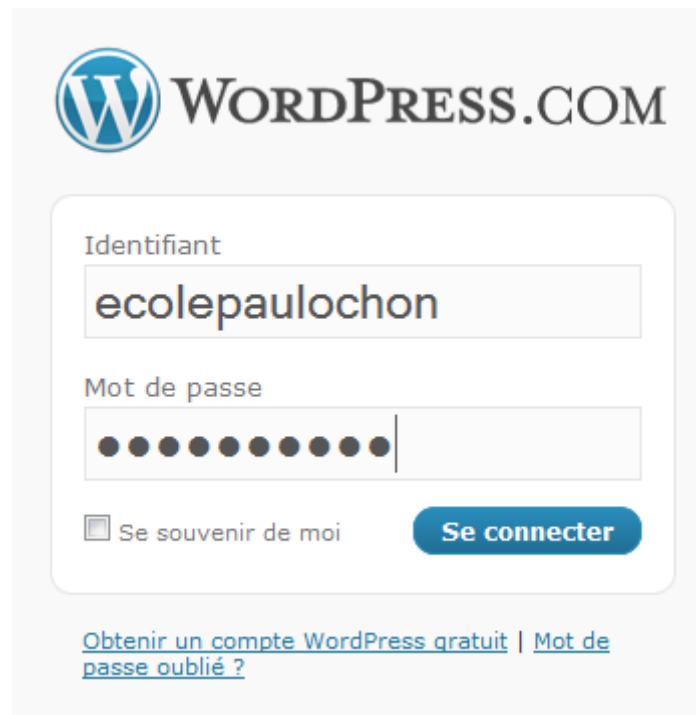 WORDPRESS.COM
Identifiant
ecolepaulochon
Mot de passe
●●●●●●●●●●
Se souvenir de moi
Se connecter
Obtenir un compte WordPress gratuit | Mot de
passe oublié ?